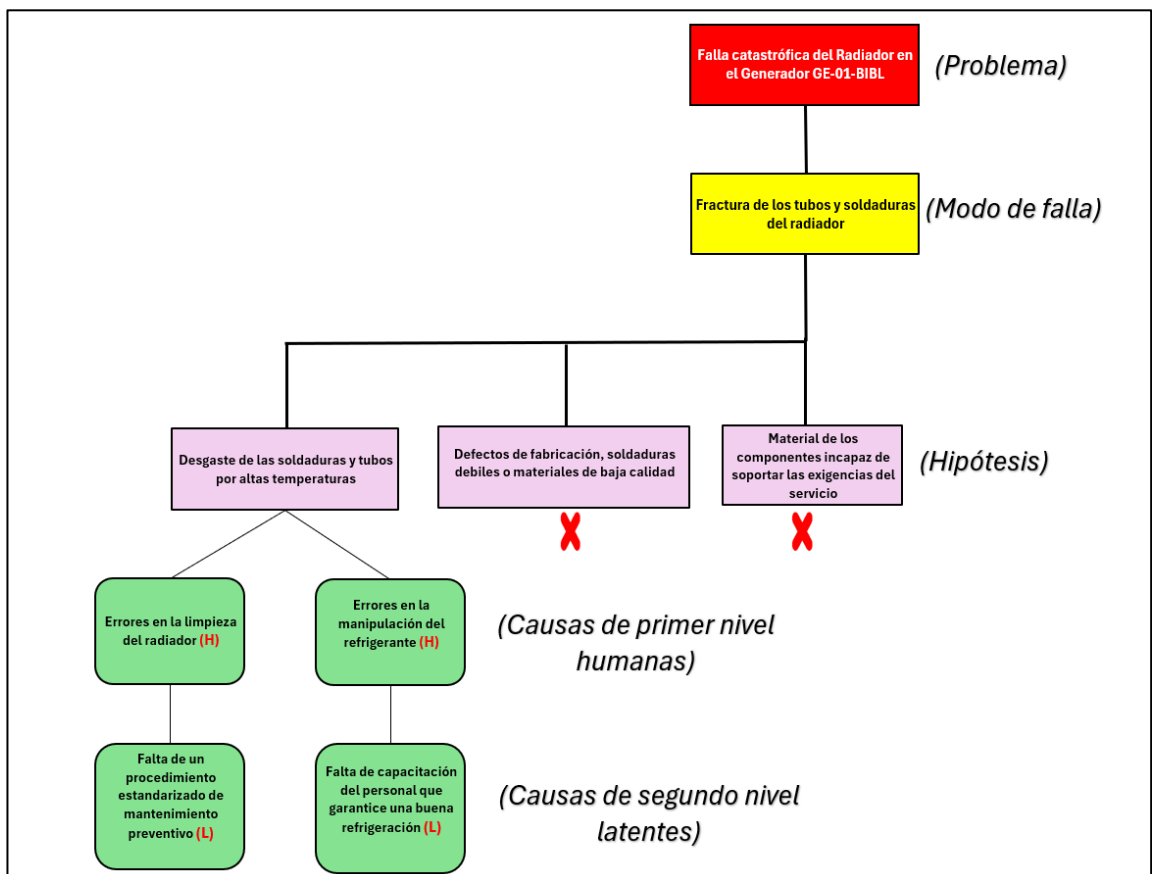 Falla catastrófica del Radiador en
el Generador GE-01-BIBL
(Problema)
Fractura de los tubos y soldaduras
del radiador
(Modo de falla)
Desgaste de las soldaduras y tubos
por altas temperaturas
Defectos de fabricación, soldaduras
debiles o materiales de baja calidad
Material de los
componentes incapaz de
soportar las exigencias del
servicio
(Hipótesis)
Errores en la limpieza
del radiador (H)
Errores en la
manipulación del
refrigerante (H)
(Causas de primer nivel
humanas)
Falta de un
procedimiento
estandarizado de
mantenimiento
preventivo (L)
Falta de capacitación
del personal que
garantice una buena
refrigeración (L)
(Causas de segundo nivel
latentes)